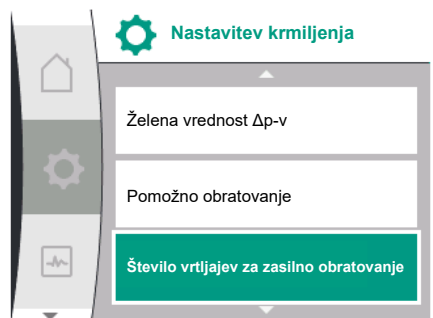 Nastavitev krmiljenja
Želena vrednost Δp-v
Pomožno obratovanje
Število vrtljajev za zasilno obratovanje